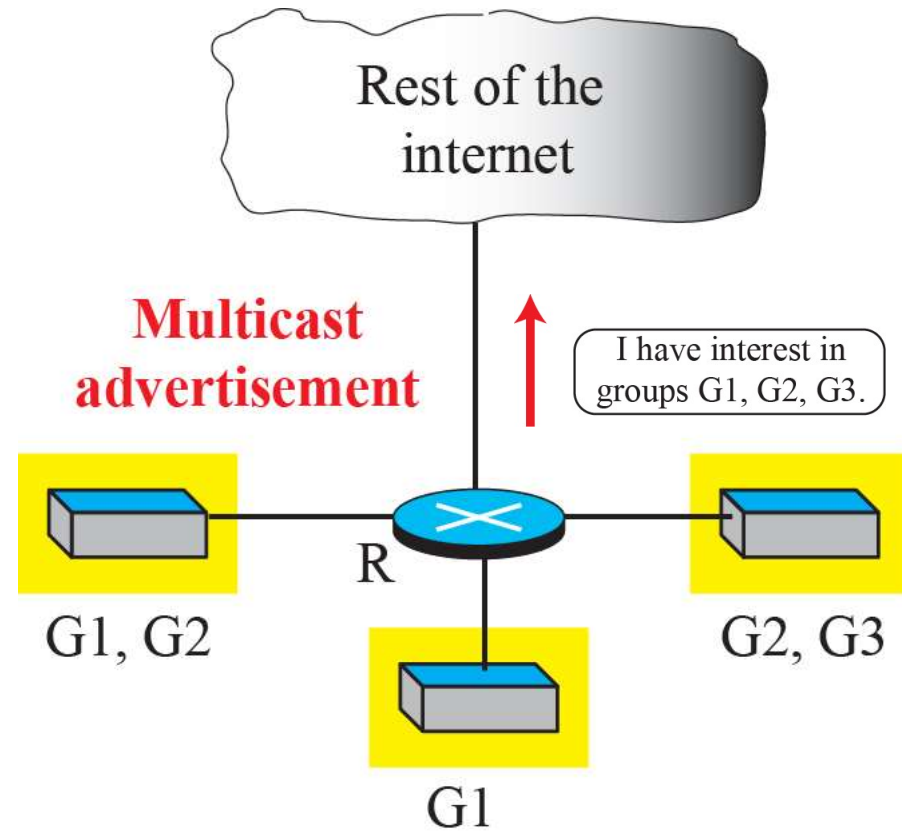 Rest of the
internet
Multicast
advertisement
I have interest in
groups G1, G2, G3.
R
G1, G2
G2, G3
G1